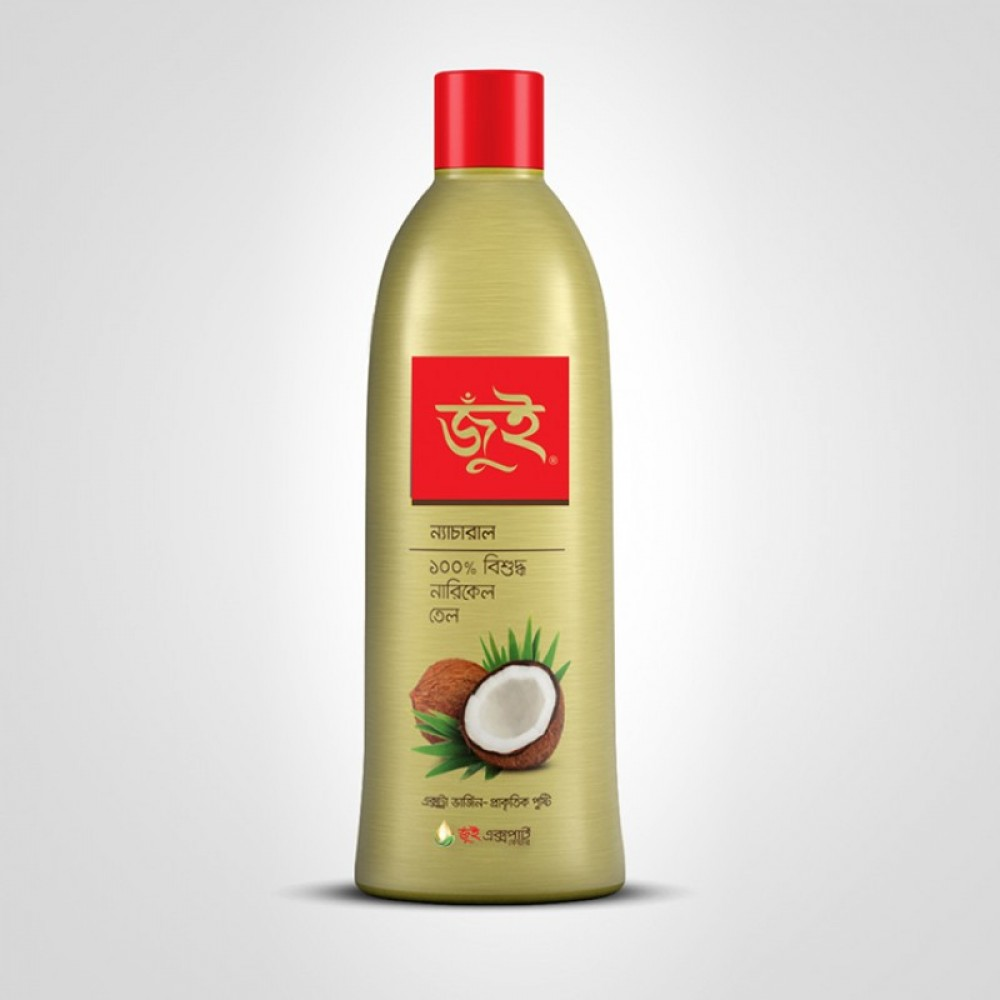 জুঁই
ন্যাচারাল
১০০% বিশুদ্ধ
নারিকেল
তেল
এক্সট্রা ভার্জিন- প্রাকৃতিক পুষ্টি
জুঁই এক্সপার্ট
কেয়ার